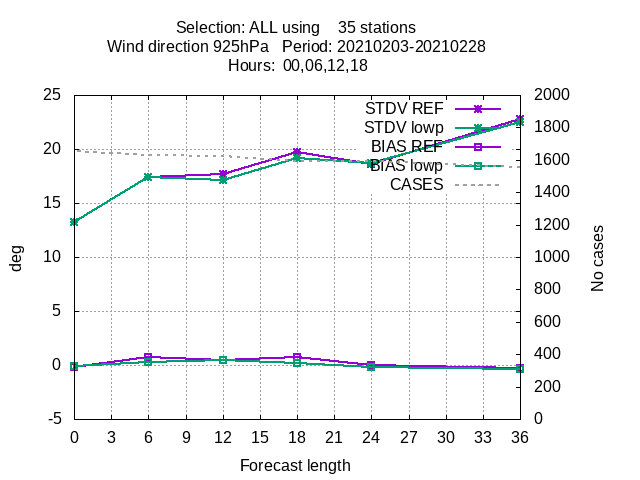 Selection: ALL using 35 stations
Wind direction 925hPa Period: 20210203-20210228
Hours: 00,06,12,18
25
20
15
10
5
0
-5
2000
1800
1600
1400
1200
1000
800
600
400
200
0
STDV REF
STDV lowp
BIAS REF
BIAS lowp
CASES
deg
No cases
0 3 6 9 12 15 18 21 24 27 30 33 36
Forecast length